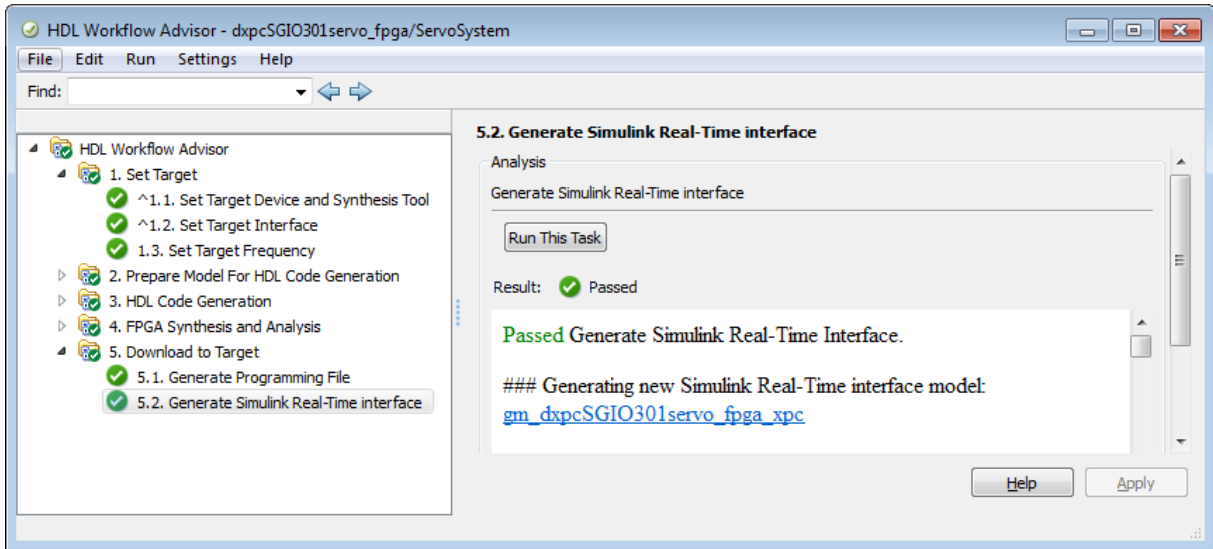 HDL Workflow Advisor - dxpcSGIO301servo_fpga/ServoSystem
File Edit Run Settings Help
Find:
HDL Workflow Advisor
1. Set Target
^1.1. Set Target Device and Synthesis Tool
^1.2. Set Target Interface
1.3. Set Target Frequency
2. Prepare Model For HDL Code Generation
3. HDL Code Generation
4. FPGA Synthesis and Analysis
5. Download to Target
5.1. Generate Programming File
5.2. Generate Simulink Real-Time interface
5.2. Generate Simulink Real-Time interface
Analysis
Generate Simulink Real-Time interface
Run This Task
Result: Passed
Passed Generate Simulink Real-Time Interface.
### Generating new Simulink Real-Time interface model:
gm_dxpcSGIO301servo_fpga_xpc
Help Apply